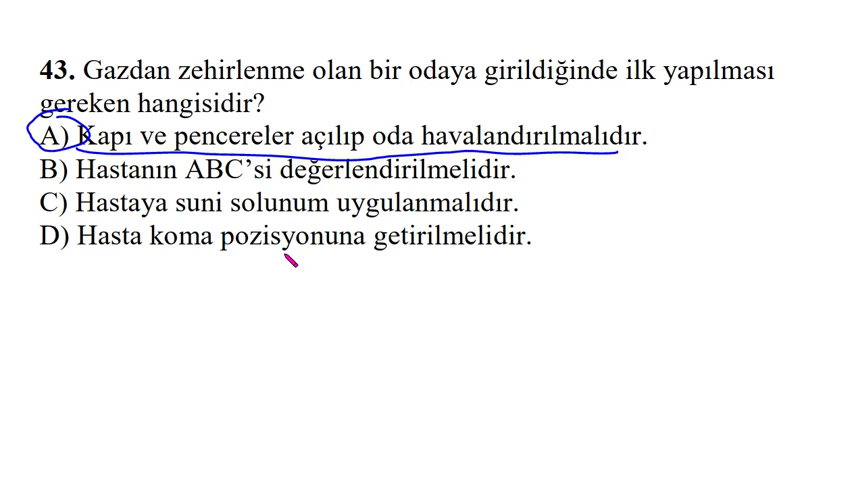 43. Gazdan zehirlenme olan bir odaya girildiğinde ilk yapılması
gereken hangisidir?
A) Kapı ve pencereler açılıp oda havalandırılmalıdır.
B) Hastanın ABC’si değerlendirilmelidir.
C) Hastaya suni solunum uygulanmalıdır.
D) Hasta koma pozisyonuna getirilmelidir.